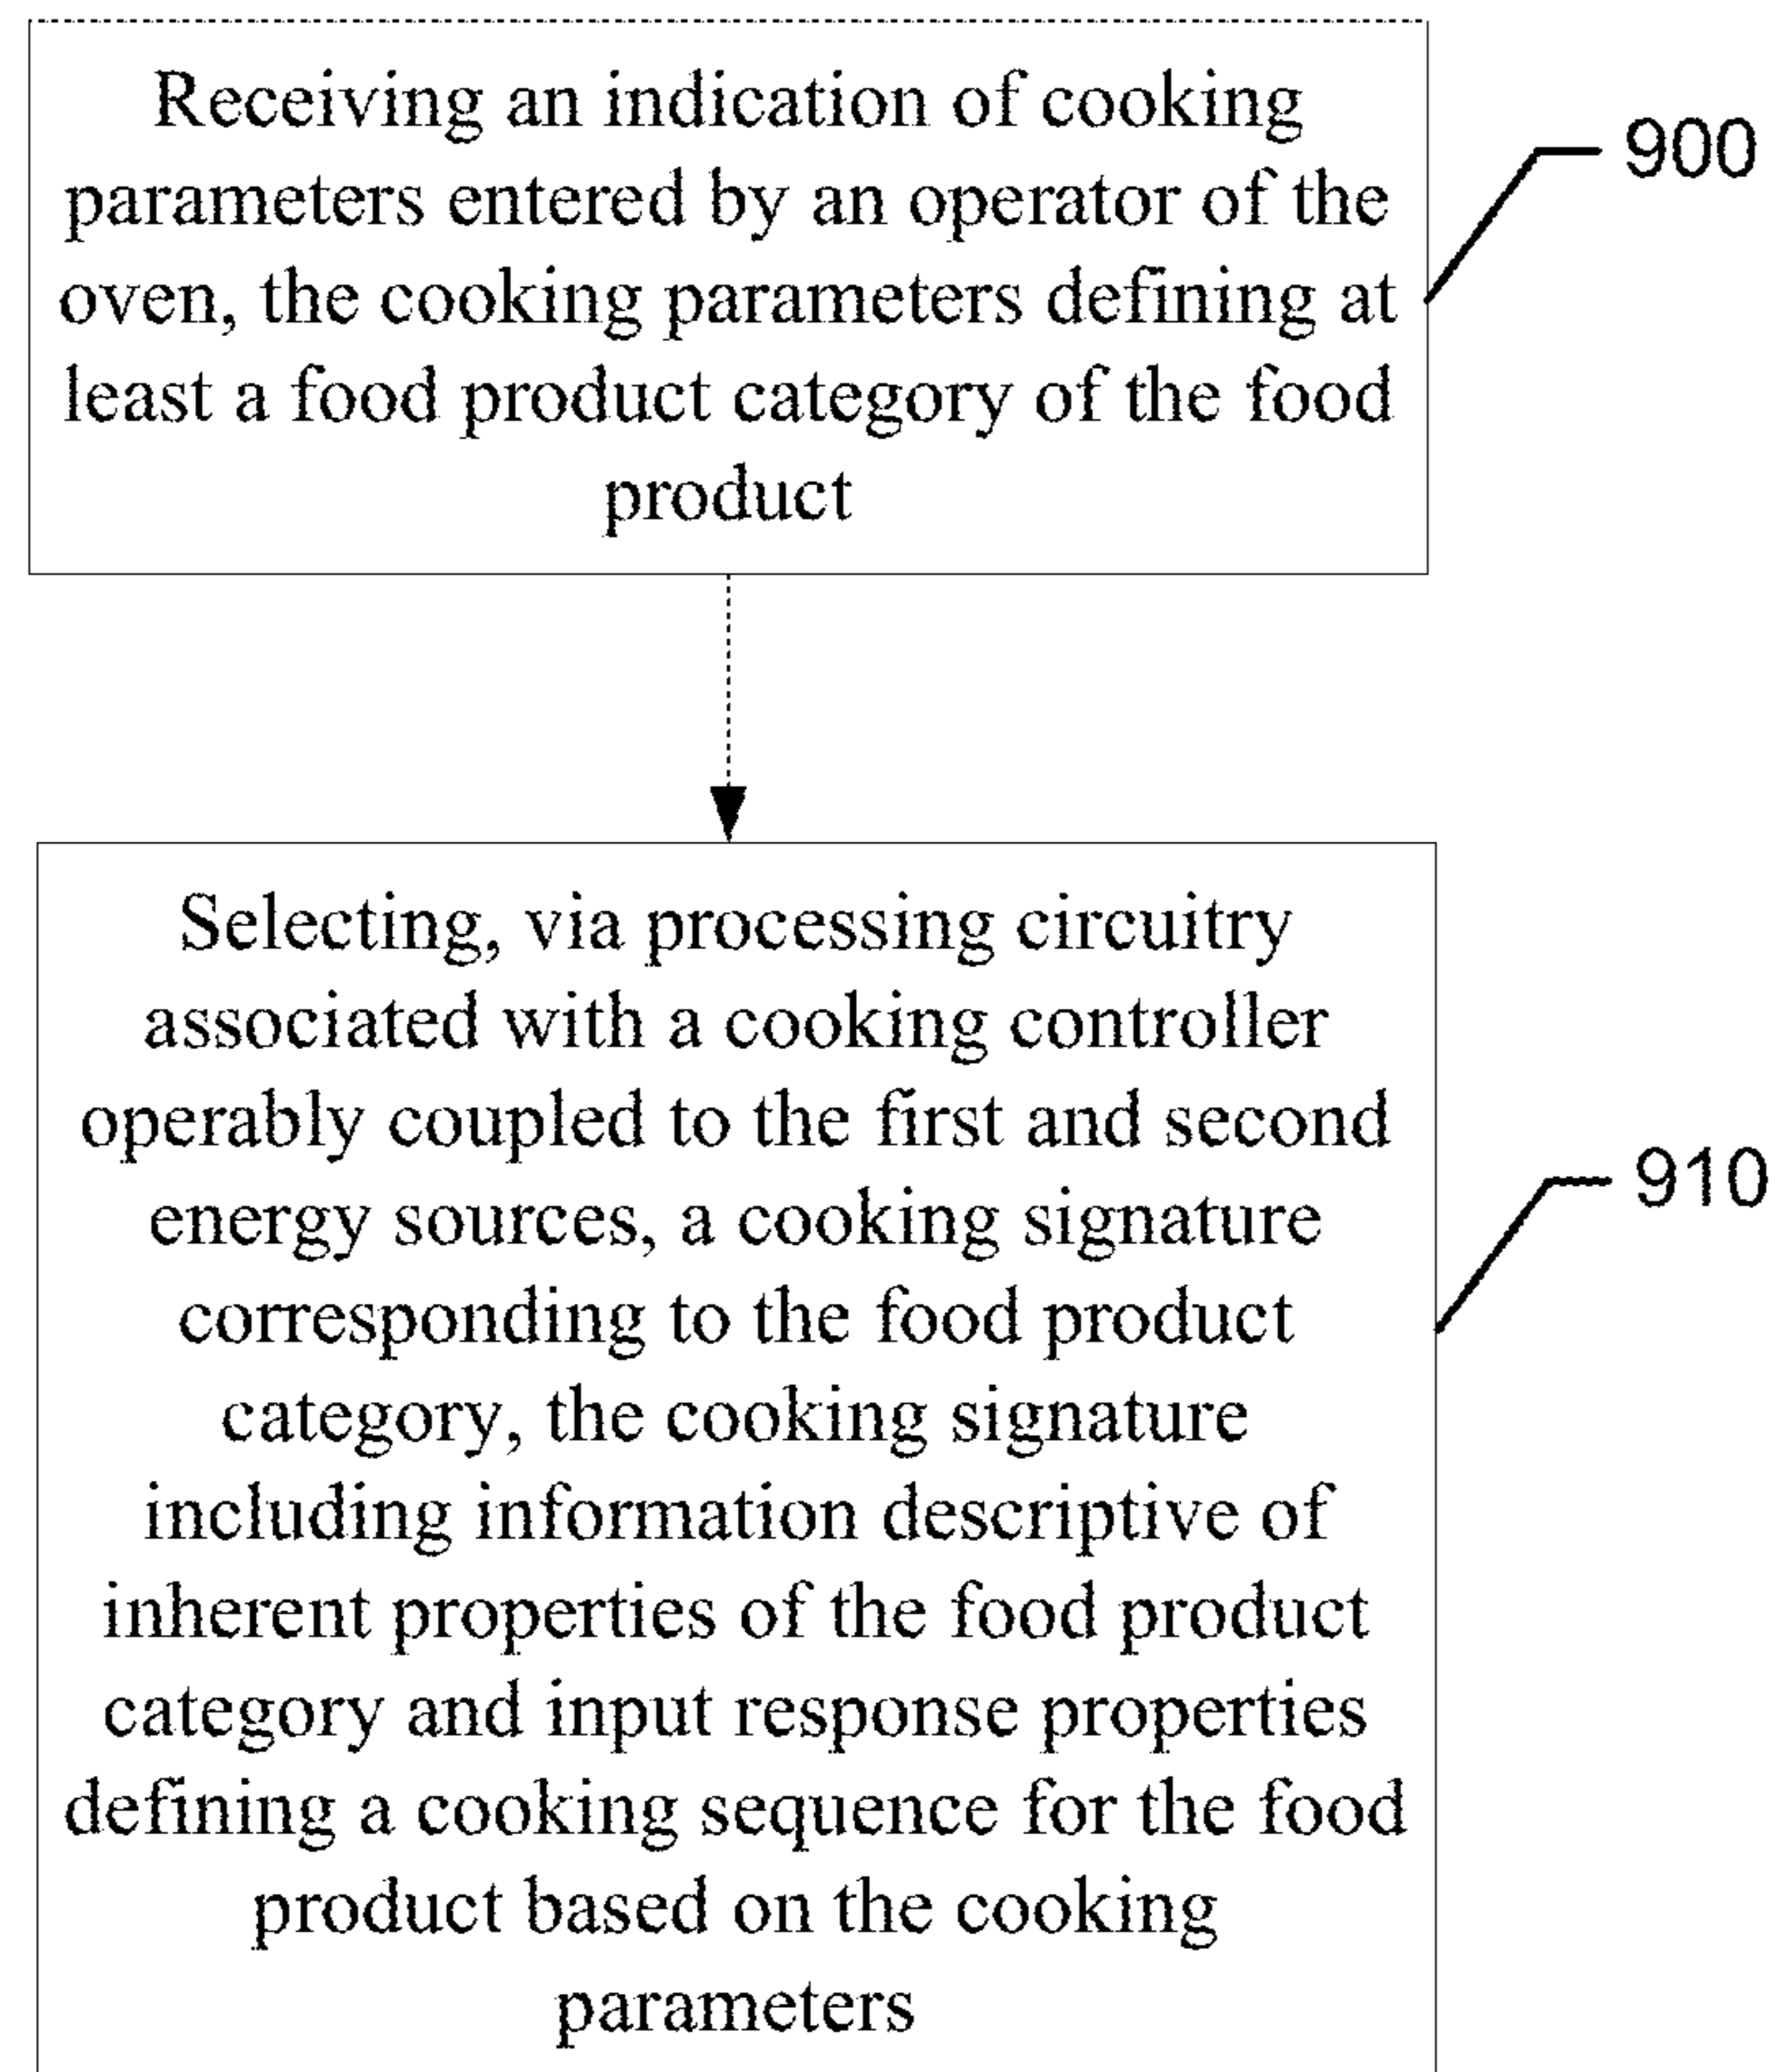 Receiving an indication of cooking
parameters entered by an operator of the
oven, the cooking parameters defining at
least a food product category of the food
product
900
Selecting, via processing circuitry
associated with a cooking controller
operably coupled to the first and second
energy sources, a cooking signature
corresponding to the food product
category, the cooking signature
including information descriptive of
inherent properties of the food product
category and input response properties
defining a cooking sequence for the food
product based on the cooking
parameters
910